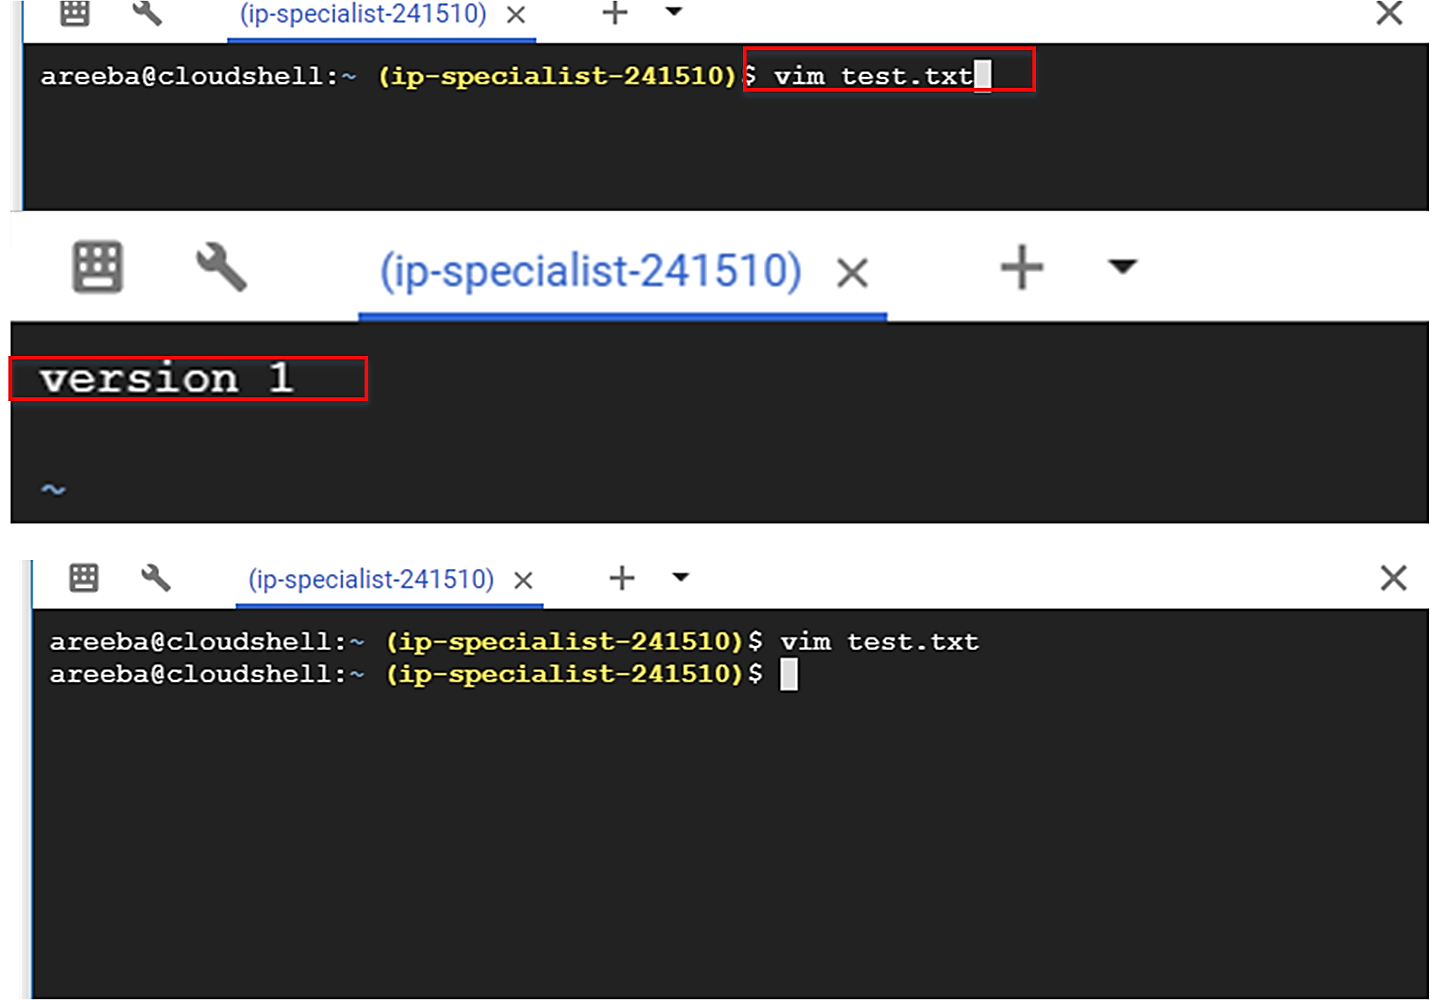 (ip-specialist-241510)
areeba@cloudshell:~ (ip-specialist-241510)$ vim test.txt
(ip-specialist-241510)
version 1
~
(ip-specialist-241510)
areeba@cloudshell:~ (ip-specialist-241510)$ vim test.txt
areeba@cloudshell:~ (ip-specialist-241510)$